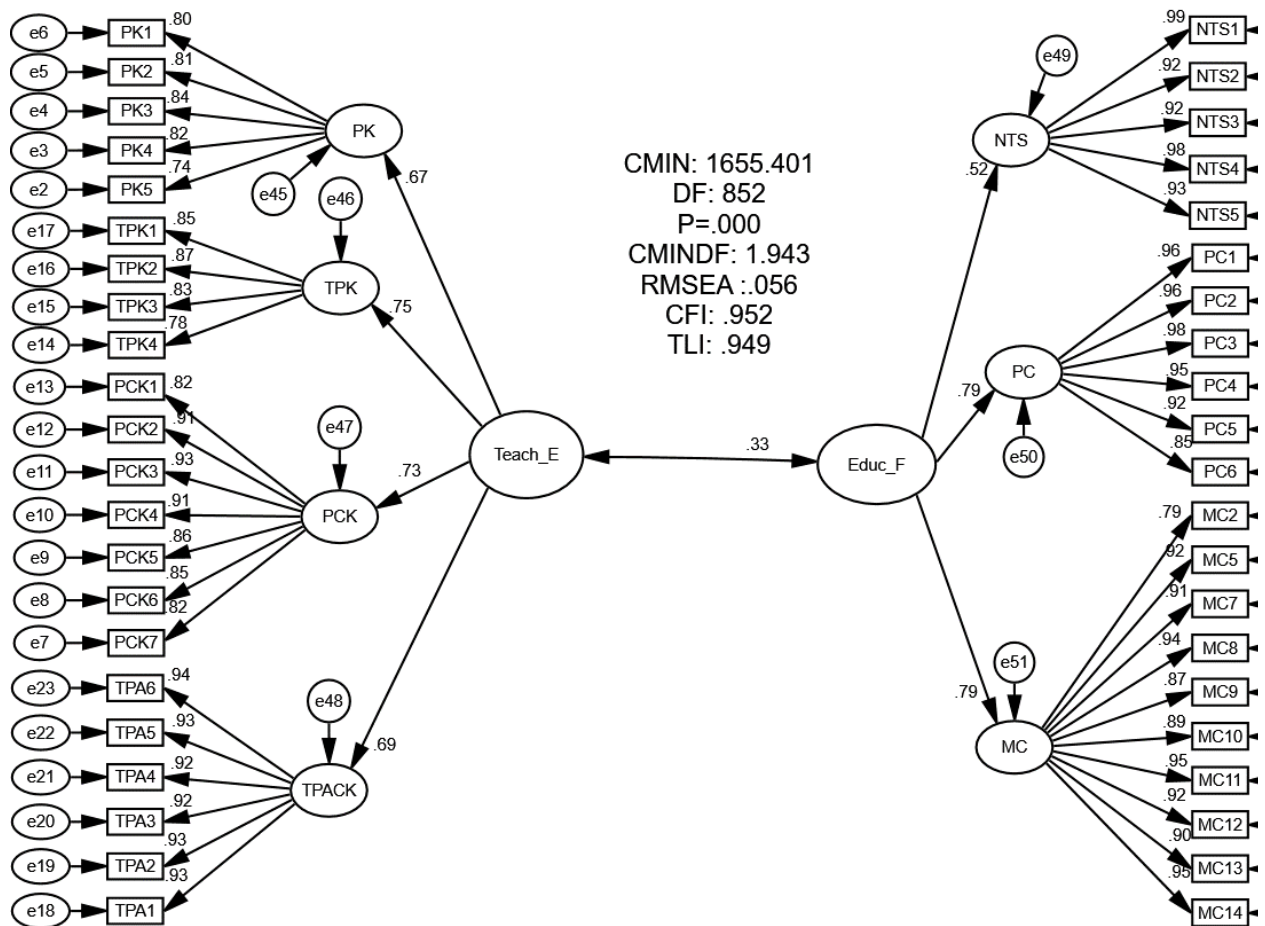 e6 PK1 .80
e5 PK2 .81
e4 PK3 .84
e3 PK4 .82
e2 PK5 .74
PK
e45
.67
e17 TPK1 .85
e16 TPK2 .87
e15 TPK3 .83
e14 TPK4 .78
e46
TPK
.75
e13 PCK1 .82
e12 PCK2 .91
e11 PCK3 .93
e10 PCK4 .91
e9 PCK5 .86
e8 PCK6 .85
e7 PCK7 .82
e47
PCK
.73
e23 TPA6 .94
e22 TPA5 .93
e21 TPA4 .92
e20 TPA3 .92
e19 TPA2 .93
e18 TPA1 .93
e48
TPACK
.69
Teach_E
.33
Educ_F
CMIN: 1655.401
DF: 852
P=.000
CMINDF: 1.943
RMSEA :.056
CFI: .952
TLI: .949
e49
NTS
.52
.99 NTS1
.92 NTS2
.92 NTS3
.98 NTS4
.93 NTS5
PC
e50
.79
.96 PC1
.96 PC2
.98 PC3
.95 PC4
.92 PC5
.85 PC6
e51
MC
.79
.79 MC2
.92 MC5
.91 MC7
.94 MC8
.87 MC9
.89 MC10
.95 MC11
.92 MC12
.90 MC13
.95 MC14